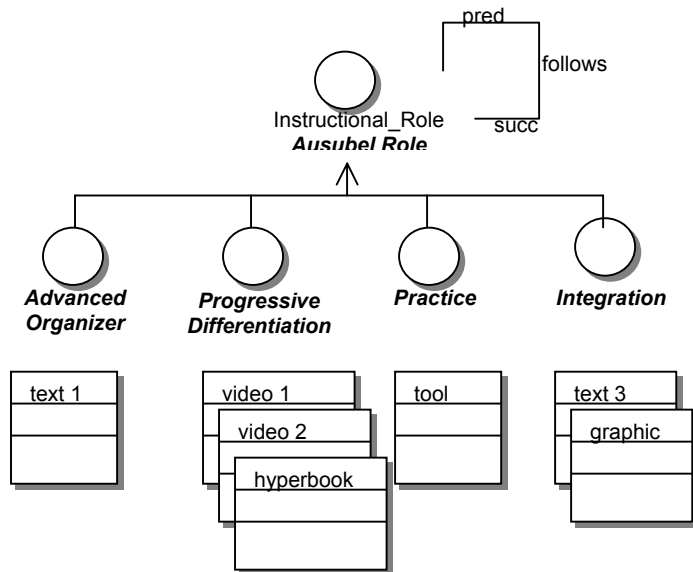 pred
follows
succ
Instructional_Role
Ausubel Role
Advanced
Organizer
Progressive
Differentiation
Practice
Integration
text 1
video 1
video 2
hyperbook
tool
text 3
graphic